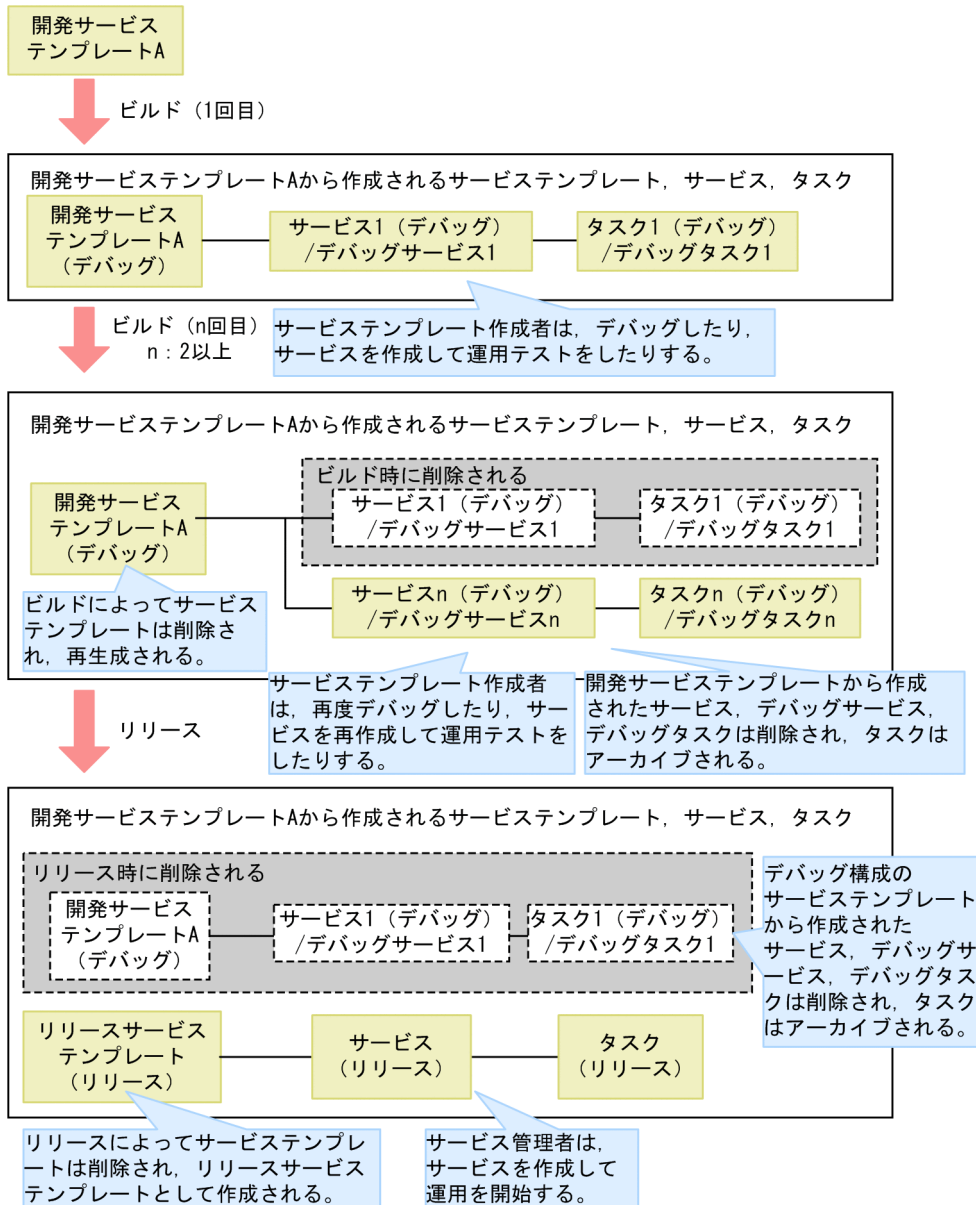 開発サービス
テンプレートA
ビルド（1回目）
開発サービステンプレートAから作成されるサービステンプレート，サービス，タスク
開発サービス
テンプレートA
（デバッグ）
サービス1（デバッグ）
/デバッグサービス1
タスク1（デバッグ）
/デバッグタスク1
ビルド（n回目）
n：2以上
サービステンプレート作成者は，デバッグしたり，
サービスを作成して運用テストをしたりする。
開発サービステンプレートAから作成されるサービステンプレート，サービス，タスク
ビルド時に削除される
開発サービス
テンプレートA
（デバッグ）
サービス1（デバッグ）
/デバッグサービス1
タスク1（デバッグ）
/デバッグタスク1
サービスn（デバッグ）
/デバッグサービスn
タスクn（デバッグ）
/デバッグタスクn
ビルドによってサービス
テンプレートは削除さ
れ，再生成される。
サービステンプレート作成者
は，再度デバッグしたり，サー
ビスを再作成して運用テストを
したりする。
開発サービステンプレートから作成
されたサービス，デバッグサービス，
デバッグタスクは削除され，タスクは
アーカイブされる。
リリース
開発サービステンプレートAから作成されるサービステンプレート，サービス，タスク
リリース時に削除される
開発サービス
テンプレートA
（デバッグ）
サービス1（デバッグ）
/デバッグサービス1
タスク1（デバッグ）
/デバッグタスク1
デバッグ構成の
サービステンプレート
から作成された
サービス，デバッグサ
ービス，デバッグタス
クは削除され，タスク
はアーカイブされる。
リリースサービス
テンプレート
（リリース）
サービス
（リリース）
タスク
（リリース）
リリースによってサービステンプレ
ートは削除され，リリースサービス
テンプレートとして作成される。
サービス管理者は，
サービスを作成して
運用を開始する。